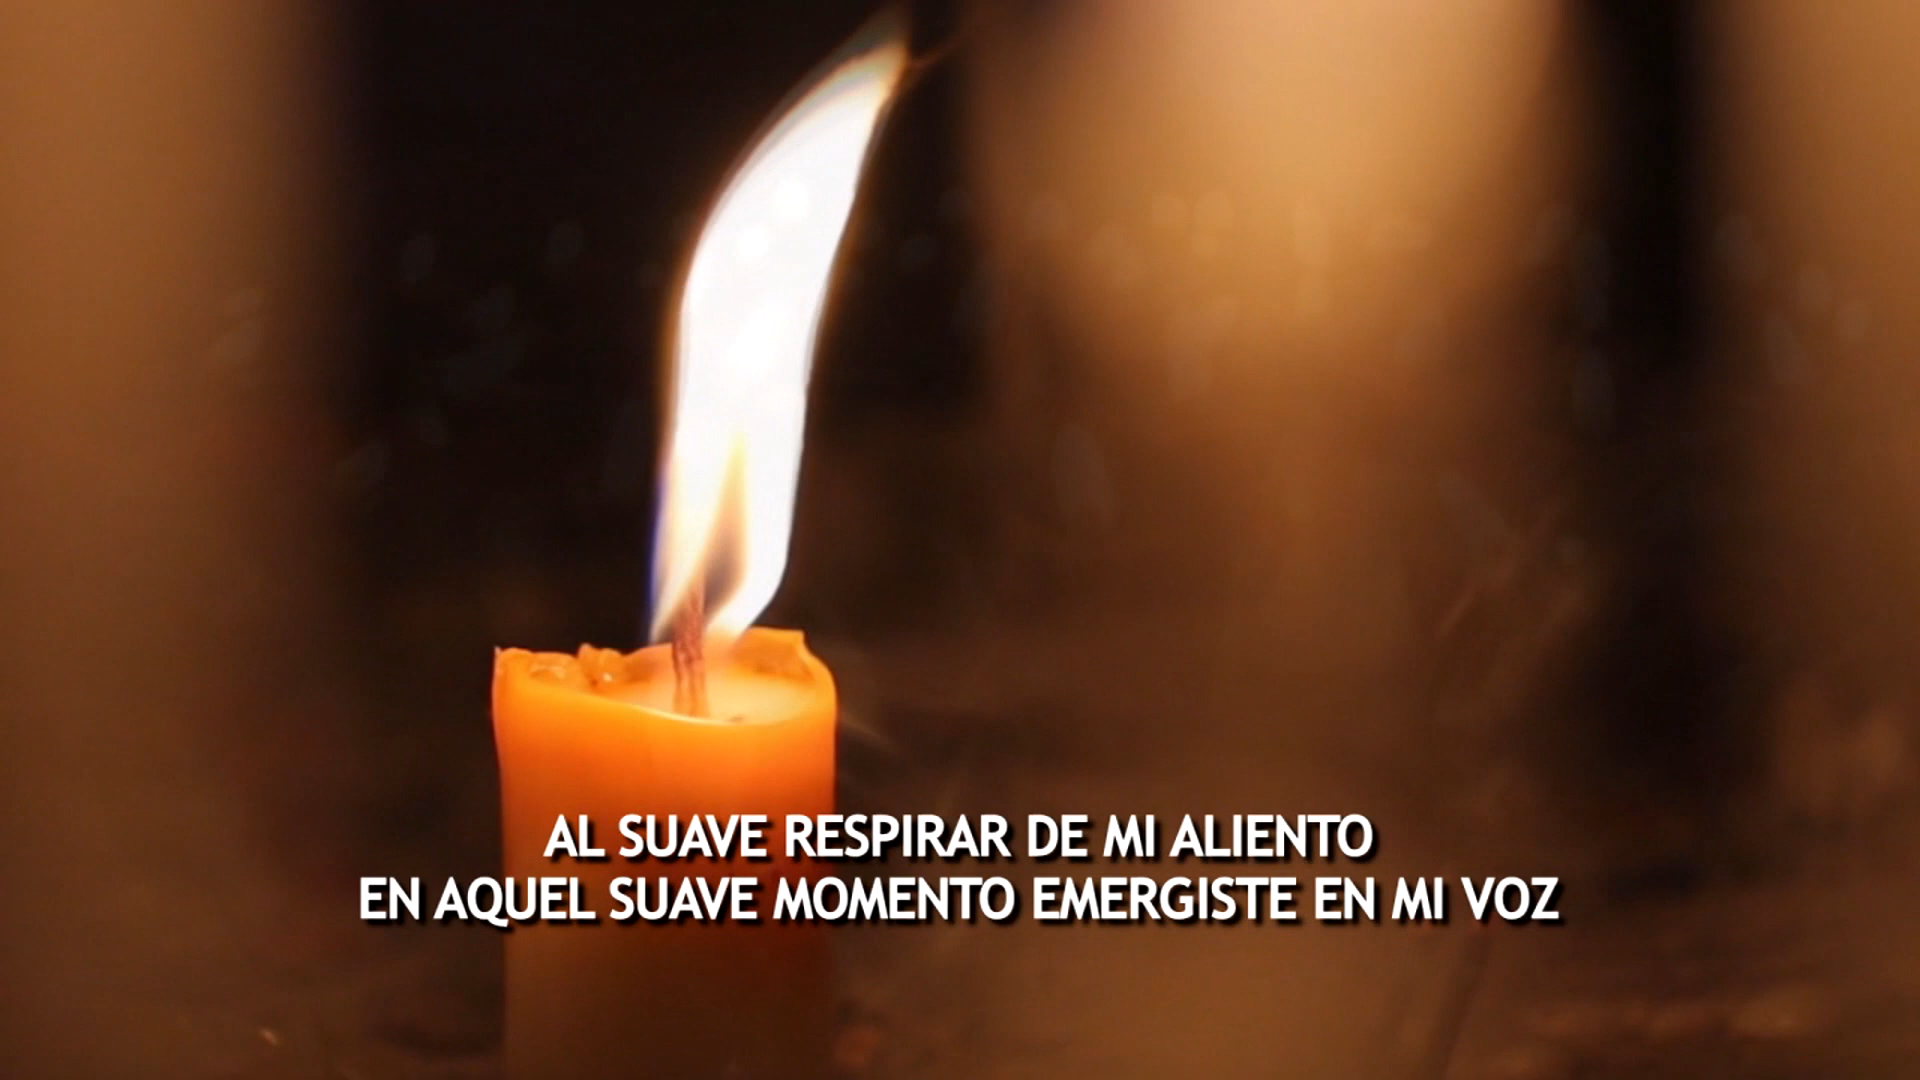 AL SUAVE RESPIRAR DE MI ALIENTO
EN AQUEL SUAVE MOMENTO EMERGISTE EN MI VOZ